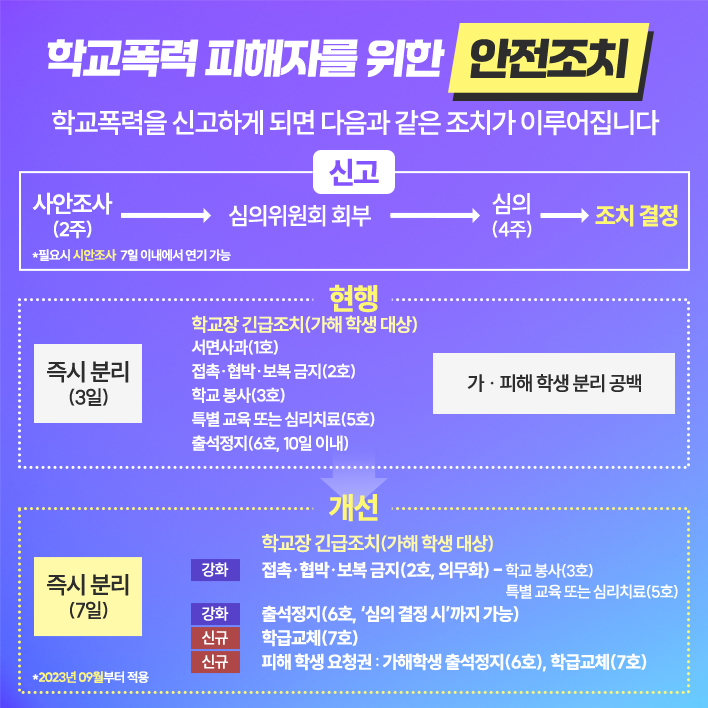 학교폭력 피해자를 위한 안전조치
학교폭력을 신고하게 되면 다음과 같은 조치가 이루어집니다
신고
사안조사
(2주)
심의위원회 회부
심의
(4주)
조치 결정
*필요시 시안조사 7일 이내에서 연기 가능
현행
즉시 분리
(3일)
학교장 긴급조치(가해 학생 대상)
서면사과(1호)
접촉·협박·보복 금지(2호)
학교 봉사(3호)
특별 교육 또는 심리치료(5호)
출석정지(6호, 10일 이내)
가·피해 학생 분리 공백
개선
즉시 분리
(7일)
학교장 긴급조치(가해 학생 대상)
강화 접촉·협박·보복 금지(2호, 의무화) - 학교 봉사(3호)
특별 교육 또는 심리치료(5호)
강화 출석정지(6호, ‘심의 결정 시’까지 가능)
신규 학급교체(7호)
신규 피해 학생 요청권 : 가해학생 출석정지(6호), 학급교체(7호)
*2023년 09월부터 적용